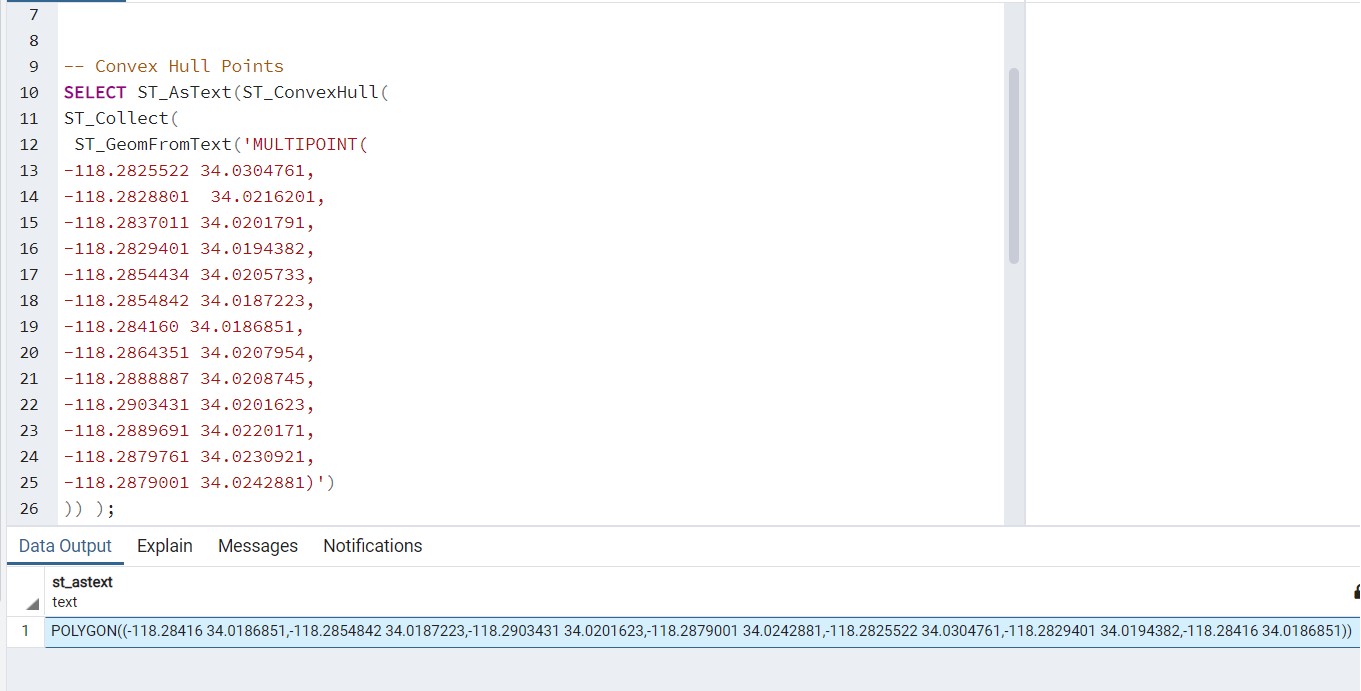 7
8
9 -- Convex Hull Points
10 SELECT ST_AsText(ST_ConvexHull(
11 ST_Collect(
12 ST_GeomFromText('MULTIPOINT(
13 -118.2825522 34.0304761,
14 -118.2828801  34.0216201,
15 -118.2837011 34.0201791,
16 -118.2829401 34.0194382,
17 -118.2854434 34.0205733,
18 -118.2854842 34.0187223,
19 -118.284160 34.0186851,
20 -118.2864351 34.0207954,
21 -118.2888887 34.0208745,
22 -118.2903431 34.0201623,
23 -118.2889691 34.0220171,
24 -118.2879761 34.0230921,
25 -118.2879001 34.0242881)')
26 )) );
Data Output Explain Messages Notifications
st_astext
text
1 POLYGON((-118.28416 34.0186851,-118.2854842 34.0187223,-118.2903431 34.0201623,-118.2879001 34.0242881,-118.2825522 34.0304761,-118.2829401 34.0194382,-118.28416 34.0186851))